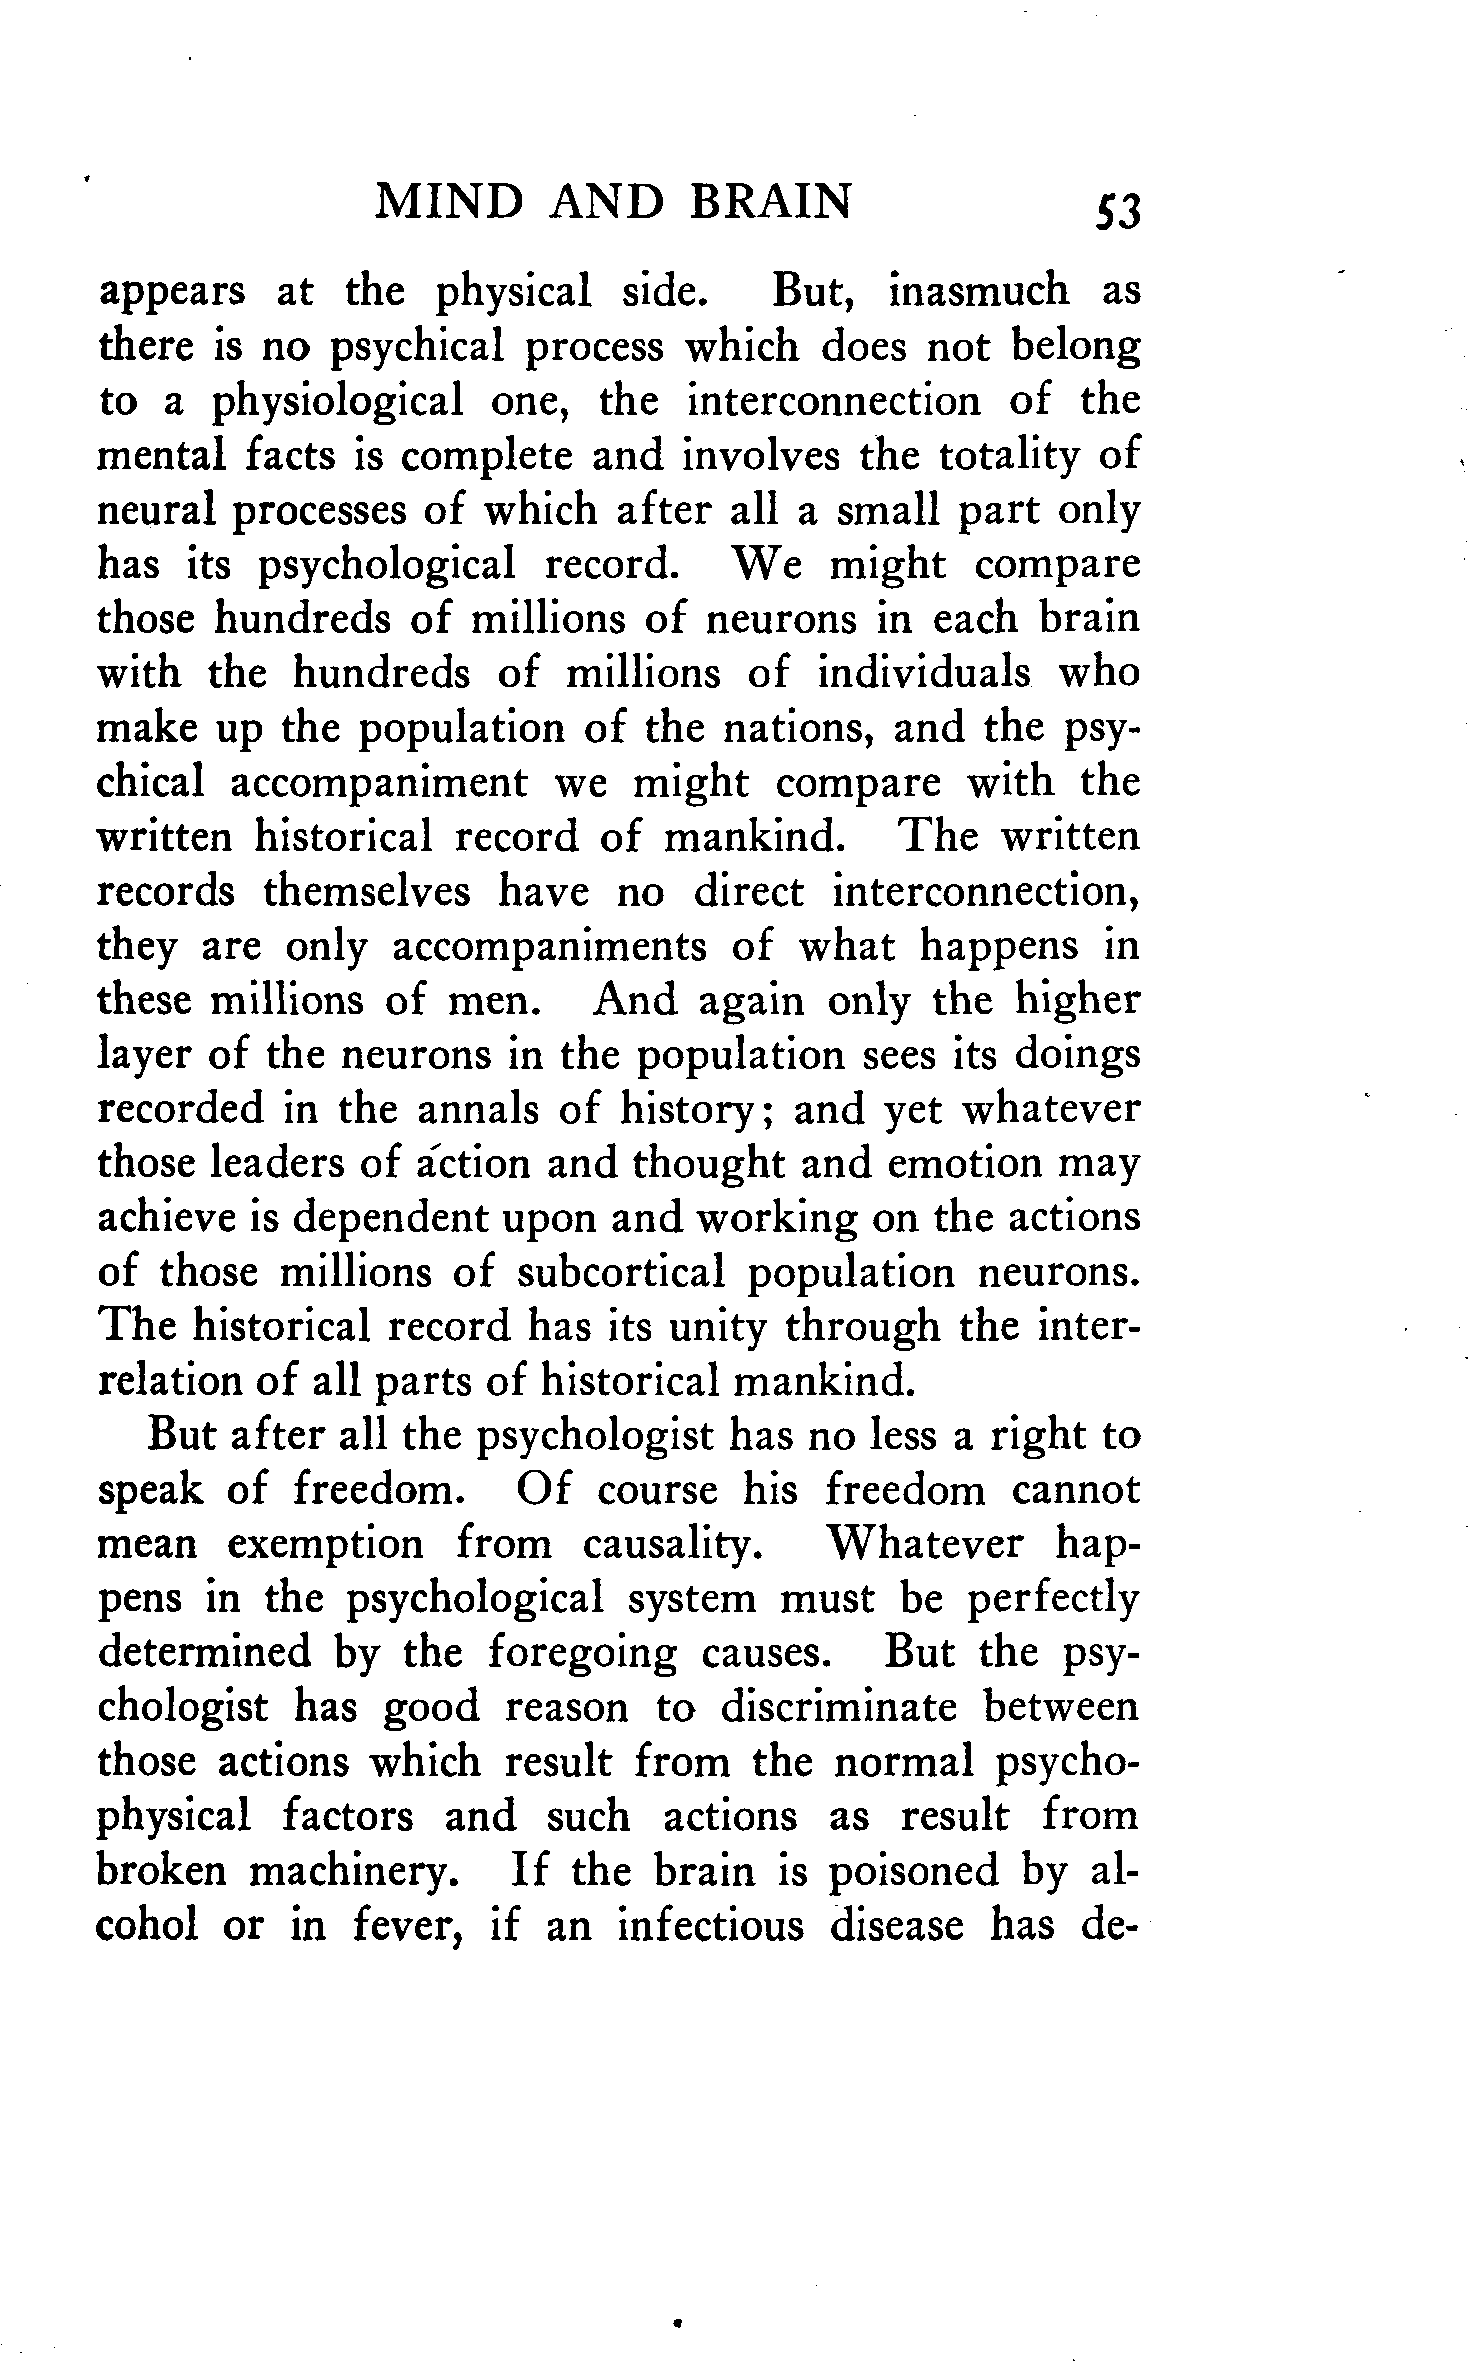 MIND AND BRAIN 53
appears at the physical side. But, inasmuch as
there is no psychical process which does not belong
to a physiological one, the interconnection of the
mental facts is complete and involves the totality of
neural processes of which after all a small part only
has its psychological record. We might compare
those hundreds of millions of neurons in each brain
with the hundreds of millions of individuals who
make up the population of the nations, and the psy-
chical accompaniment we might compare with the
written historical record of mankind. The written
records themselves have no direct interconnection,
they are only accompaniments of what happens in
these millions of men. And again only the higher
layer of the neurons in the population sees its doings
recorded in the annals of history; and yet whatever
those leaders of action and thought and emotion may
achieve is dependent upon and working on the actions
of those millions of subcortical population neurons.
The historical record has its unity through the inter-
relation of all parts of historical mankind.
But after all the psychologist has no less a right to
speak of freedom. Of course his freedom cannot
mean exemption from causality. Whatever hap-
pens in the psychological system must be perfectly
determined by the foregoing causes. But the psy-
chologist has good reason to discriminate between
those actions which result from the normal psycho-
physical factors and such actions as result from
broken machinery. If the brain is poisoned by al-
cohol or in fever, if an infectious disease has de-